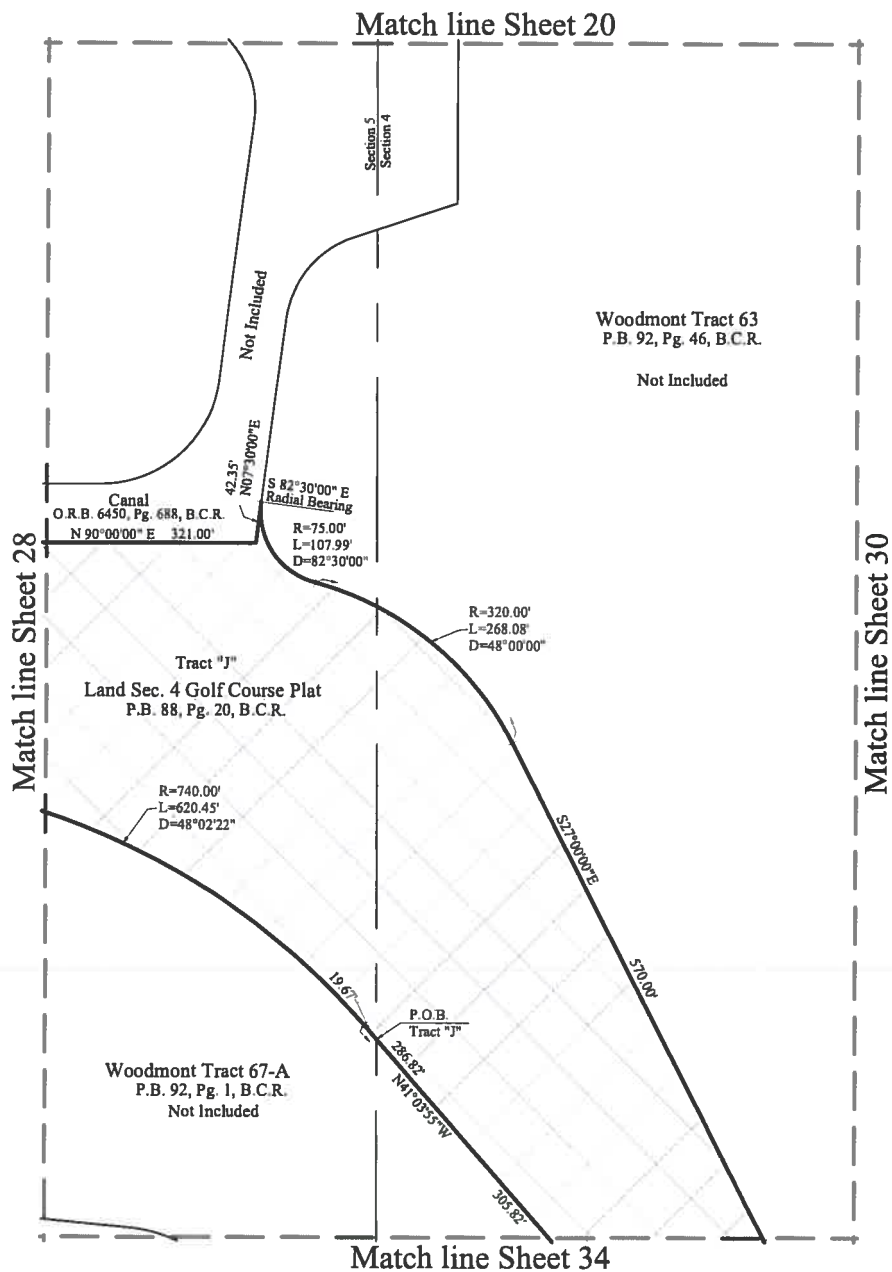 Match line Sheet 20
Section 5
Section 4
Not Included
Woodmont Tract 63
P.B. 92, Pg. 46, B.C.R.
Not Included
42.35'
N07°30'00"E
S 82°30'00" E
Radial Bearing
Canal
O.R.B. 6450, Pg. 688, B.C.R.
N 90°00'00" E 321.00'
R=75.00'
L=107.99'
D=82°30'00"
Match line Sheet 28
Match line Sheet 30
R=320.00'
L=268.08'
D=48°00'00"
Tract "J"
Land Sec. 4 Golf Course Plat
P.B. 88, Pg. 20, B.C.R.
R=740.00'
L=620.45'
D=48°02'22"
S27°00'00"E
570.00'
19.67'
P.O.B.
Tract "J"
286.82'
N41°03'55"W
305.82'
Woodmont Tract 67-A
P.B. 92, Pg. 1, B.C.R.
Not Included
Match line Sheet 34